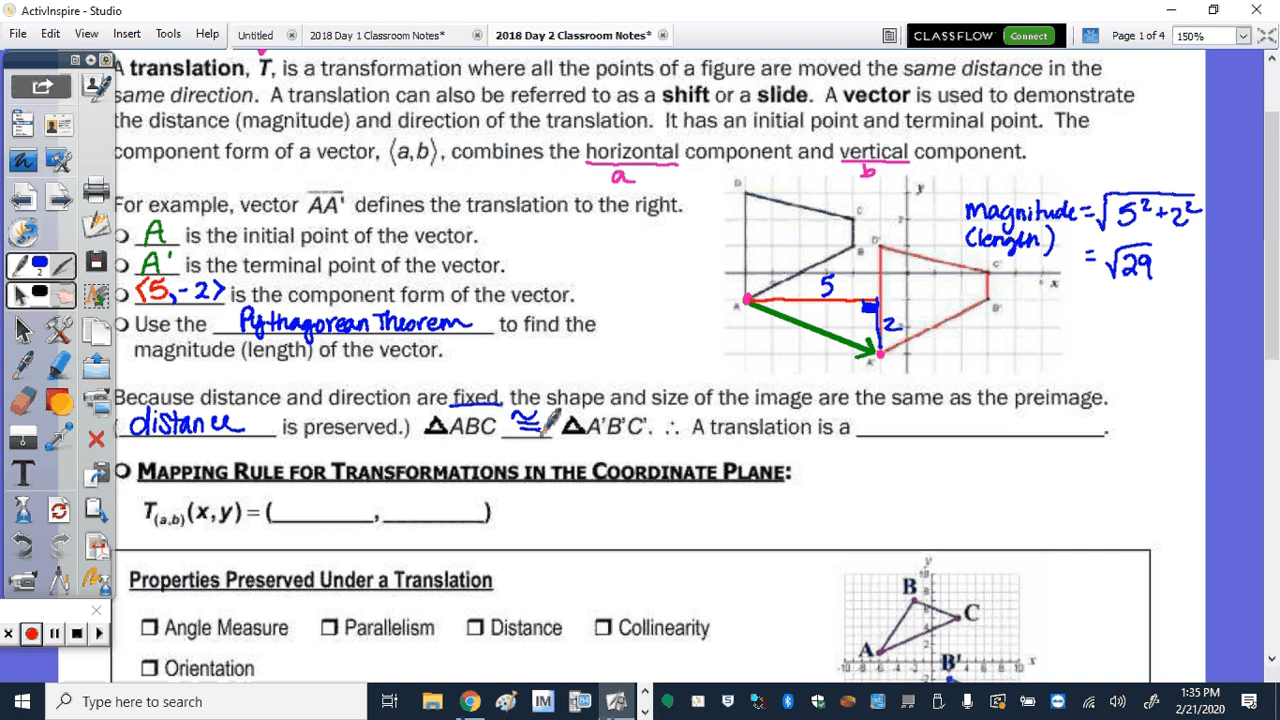 ActivInspire - Studio
File Edit View Insert Tools Help Untitled 2018 Day 1 Classroom Notes* 2018 Day 2 Classroom Notes* CLASSFLOW Connect Page 1 of 4 150%
A translation, T, is a transformation where all the points of a figure are moved the same distance in the
same direction. A translation can also be referred to as a shift or a slide. A vector is used to demonstrate
the distance (magnitude) and direction of the translation. It has an initial point and terminal point. The
component form of a vector, ⟨a,b⟩, combines the horizontal component and vertical component.
a b
For example, vector AA' defines the translation to the right.
A is the initial point of the vector.
A' is the terminal point of the vector.
⟨5,-2⟩ is the component form of the vector.
Use the Pythagorean Theorem to find the
magnitude (length) of the vector.
D C B A D' C' B' A' y x
5
2
magnitude = √5²+2²
(length)
= √29
Because distance and direction are fixed, the shape and size of the image are the same as the preimage.
(distance is preserved.) ΔABC ≅ ΔA'B'C'. ∴ A translation is a ____.
MAPPING RULE FOR TRANSFORMATIONS IN THE COORDINATE PLANE:
T(a,b)(x,y) = (____,____)
Properties Preserved Under a Translation
Angle Measure Parallelism Distance Collinearity
Orientation
y
B
C
A
x
B'
Type here to search
1:35 PM
2/21/2020